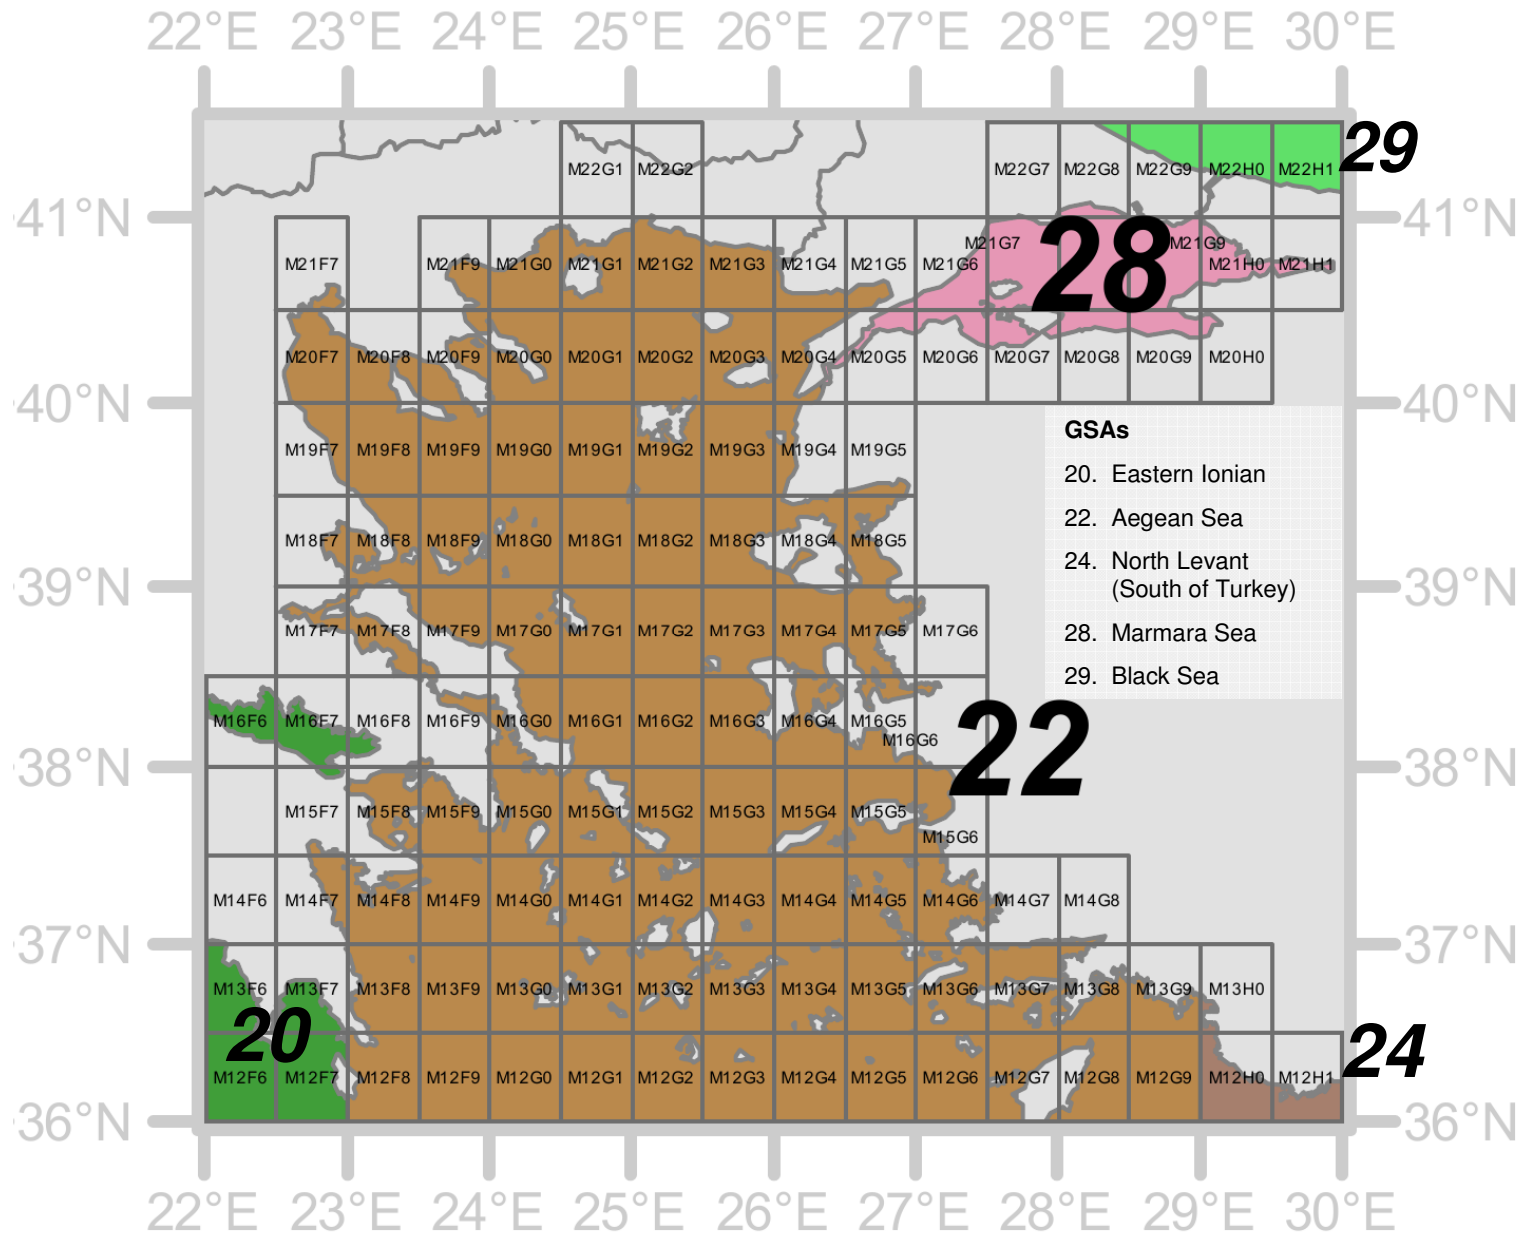 22°E 23°E 24°E 25°E 26°E 27°E 28°E 29°E 30°E
29
M22G1 M22G2 M22G7 M22G8 M22G9 M22H0 M22H1
41°N 41°N
28
M21G7 M21G9
M21F7 M21F9 M21G0 M21G1 M21G2 M21G3 M21G4 M21G5 M21G6 M21H0 M21H1
M20F7 M20F8 M20F9 M20G0 M20G1 M20G2 M20G3 M20G4 M20G5 M20G6 M20G7 M20G8 M20G9 M20H0
40°N 40°N
GSAs
20. Eastern Ionian
22. Aegean Sea
24. North Levant
(South of Turkey)
28. Marmara Sea
29. Black Sea
M19F7 M19F8 M19F9 M19G0 M19G1 M19G2 M19G3 M19G4 M19G5
M18F7 M18F8 M18F9 M18G0 M18G1 M18G2 M18G3 M18G4 M18G5
39°N 39°N
M17F7 M17F8 M17F9 M17G0 M17G1 M17G2 M17G3 M17G4 M17G5 M17G6
M16F6 M16F7 M16F8 M16F9 M16G0 M16G1 M16G2 M16G3 M16G4 M16G5
M16G6
22
38°N 38°N
M15F7 M15F8 M15F9 M15G0 M15G1 M15G2 M15G3 M15G4 M15G5
M15G6
M14F6 M14F7 M14F8 M14F9 M14G0 M14G1 M14G2 M14G3 M14G4 M14G5 M14G6 M14G7 M14G8
37°N 37°N
M13F6 M13F7 M13F8 M13F9 M13G0 M13G1 M13G2 M13G3 M13G4 M13G5 M13G6 M13G7 M13G8 M13G9 M13H0
20
24
M12F6 M12F7 M12F8 M12F9 M12G0 M12G1 M12G2 M12G3 M12G4 M12G5 M12G6 M12G7 M12G8 M12G9 M12H0 M12H1
36°N 36°N
22°E 23°E 24°E 25°E 26°E 27°E 28°E 29°E 30°E